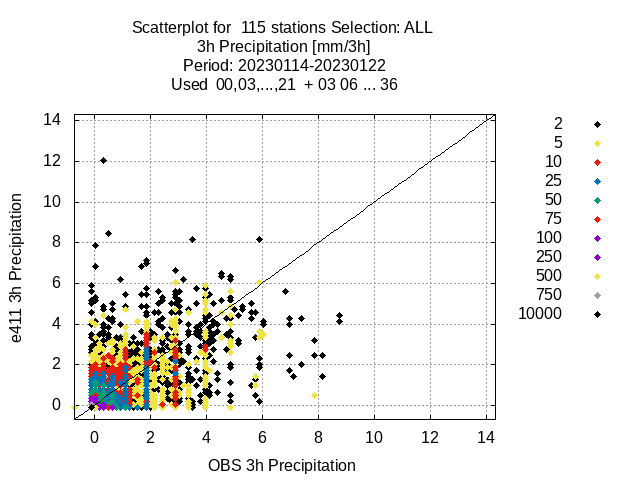 Scatterplot for  115 stations Selection: ALL
3h Precipitation [mm/3h]
Period: 20230114-20230122
Used  00,03,...,21  + 03 06 ... 36
e411 3h Precipitation
14
12
10
8
6
4
2
0
0 2 4 6 8 10 12 14
OBS 3h Precipitation
2
5
10
25
50
75
100
250
500
750
10000